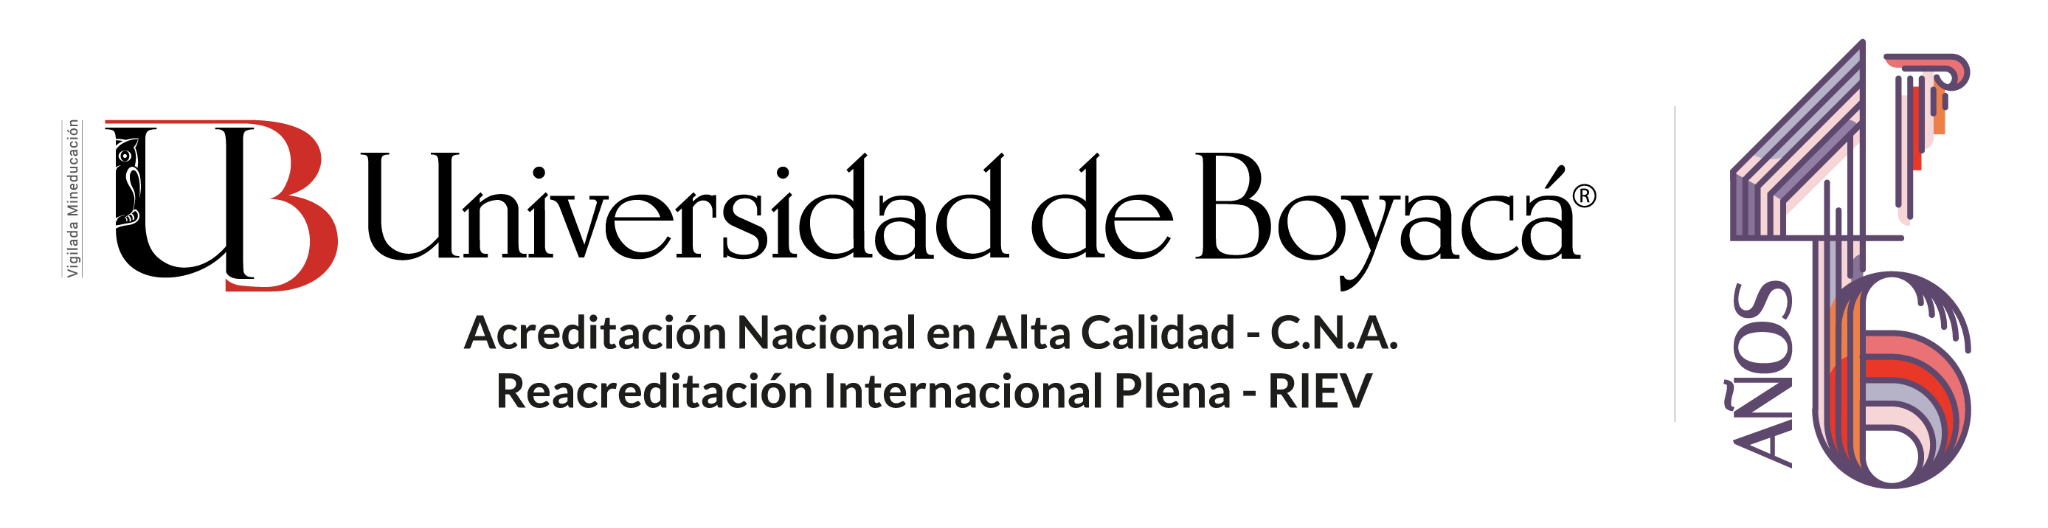 Vigilada Mineducación
UB Universidad de Boyacá®
Acreditación Nacional en Alta Calidad - C.N.A.
Reacreditación Internacional Plena - RIEV
46
AÑOS